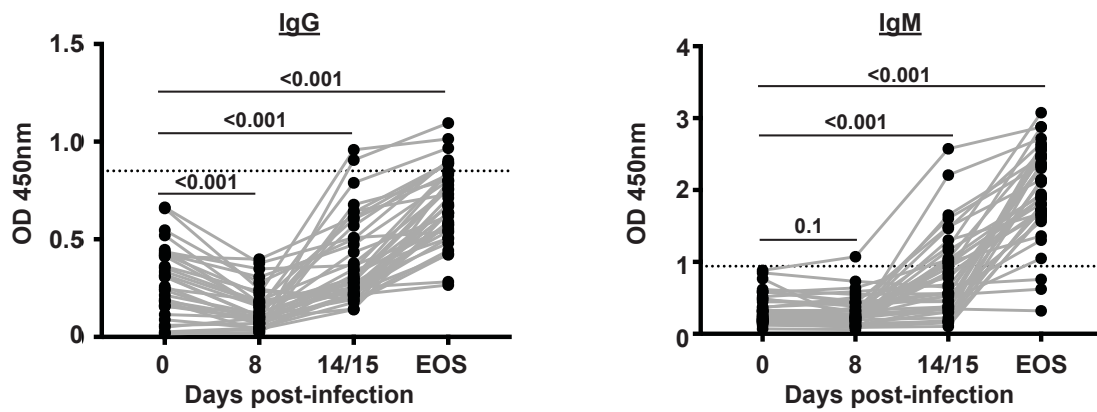 IgG
OD 450nm
1.5
1.0
0.5
0
<0.001
<0.001
<0.001
0 8 14/15 EOS
Days post-infection
IgM
OD 450nm
4
3
2
1
0
<0.001
<0.001
0.1
0 8 14/15 EOS
Days post-infection